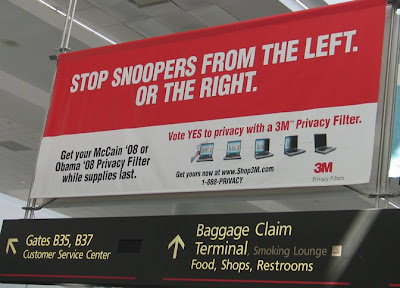 STOP SNOOPERS FROM THE LEFT.
OR THE RIGHT.
Vote YES to privacy with a 3M™ Privacy Filter.
Get your McCain '08 or
Obama '08 Privacy Filter
while supplies last.
Get yours now at www.Shop3M.com
1-888-PRIVACY
3M
Privacy Filters
Gates B35, B37
Customer Service Center
Baggage Claim
Terminal, Smoking Lounge
Food, Shops, Restrooms